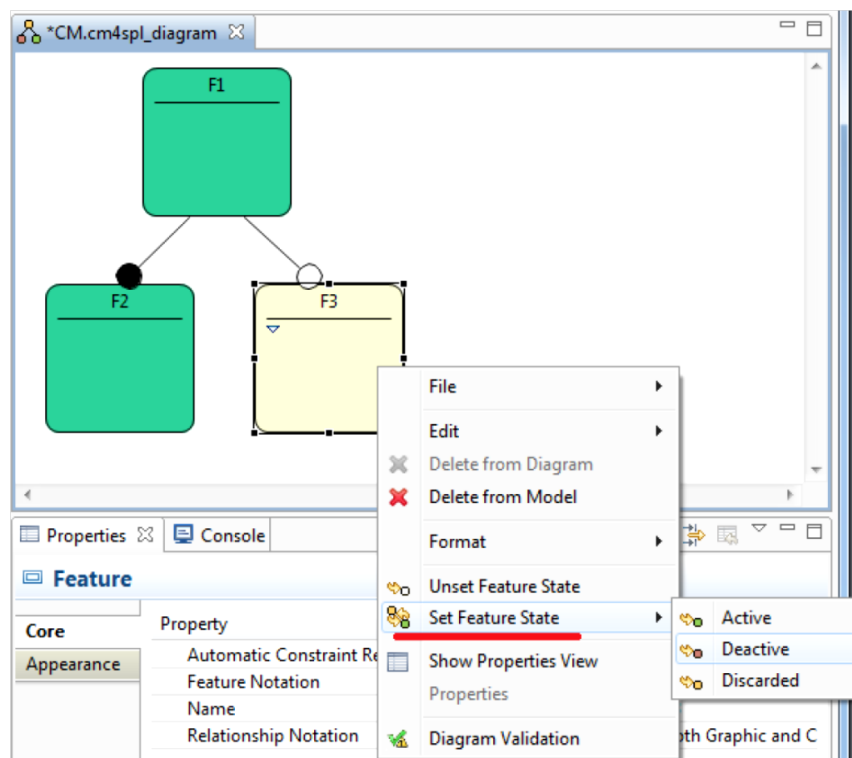 *CM.cm4spl_diagram
F1
F2
F3
File
Edit
Delete from Diagram
Delete from Model
Format
Unset Feature State
Set Feature State
Show Properties View
Properties
Diagram Validation
Active
Deactive
Discarded
Properties
Console
Feature
Core
Appearance
Property
Automatic Constraint Re
Feature Notation
Name
Relationship Notation
oth Graphic and C